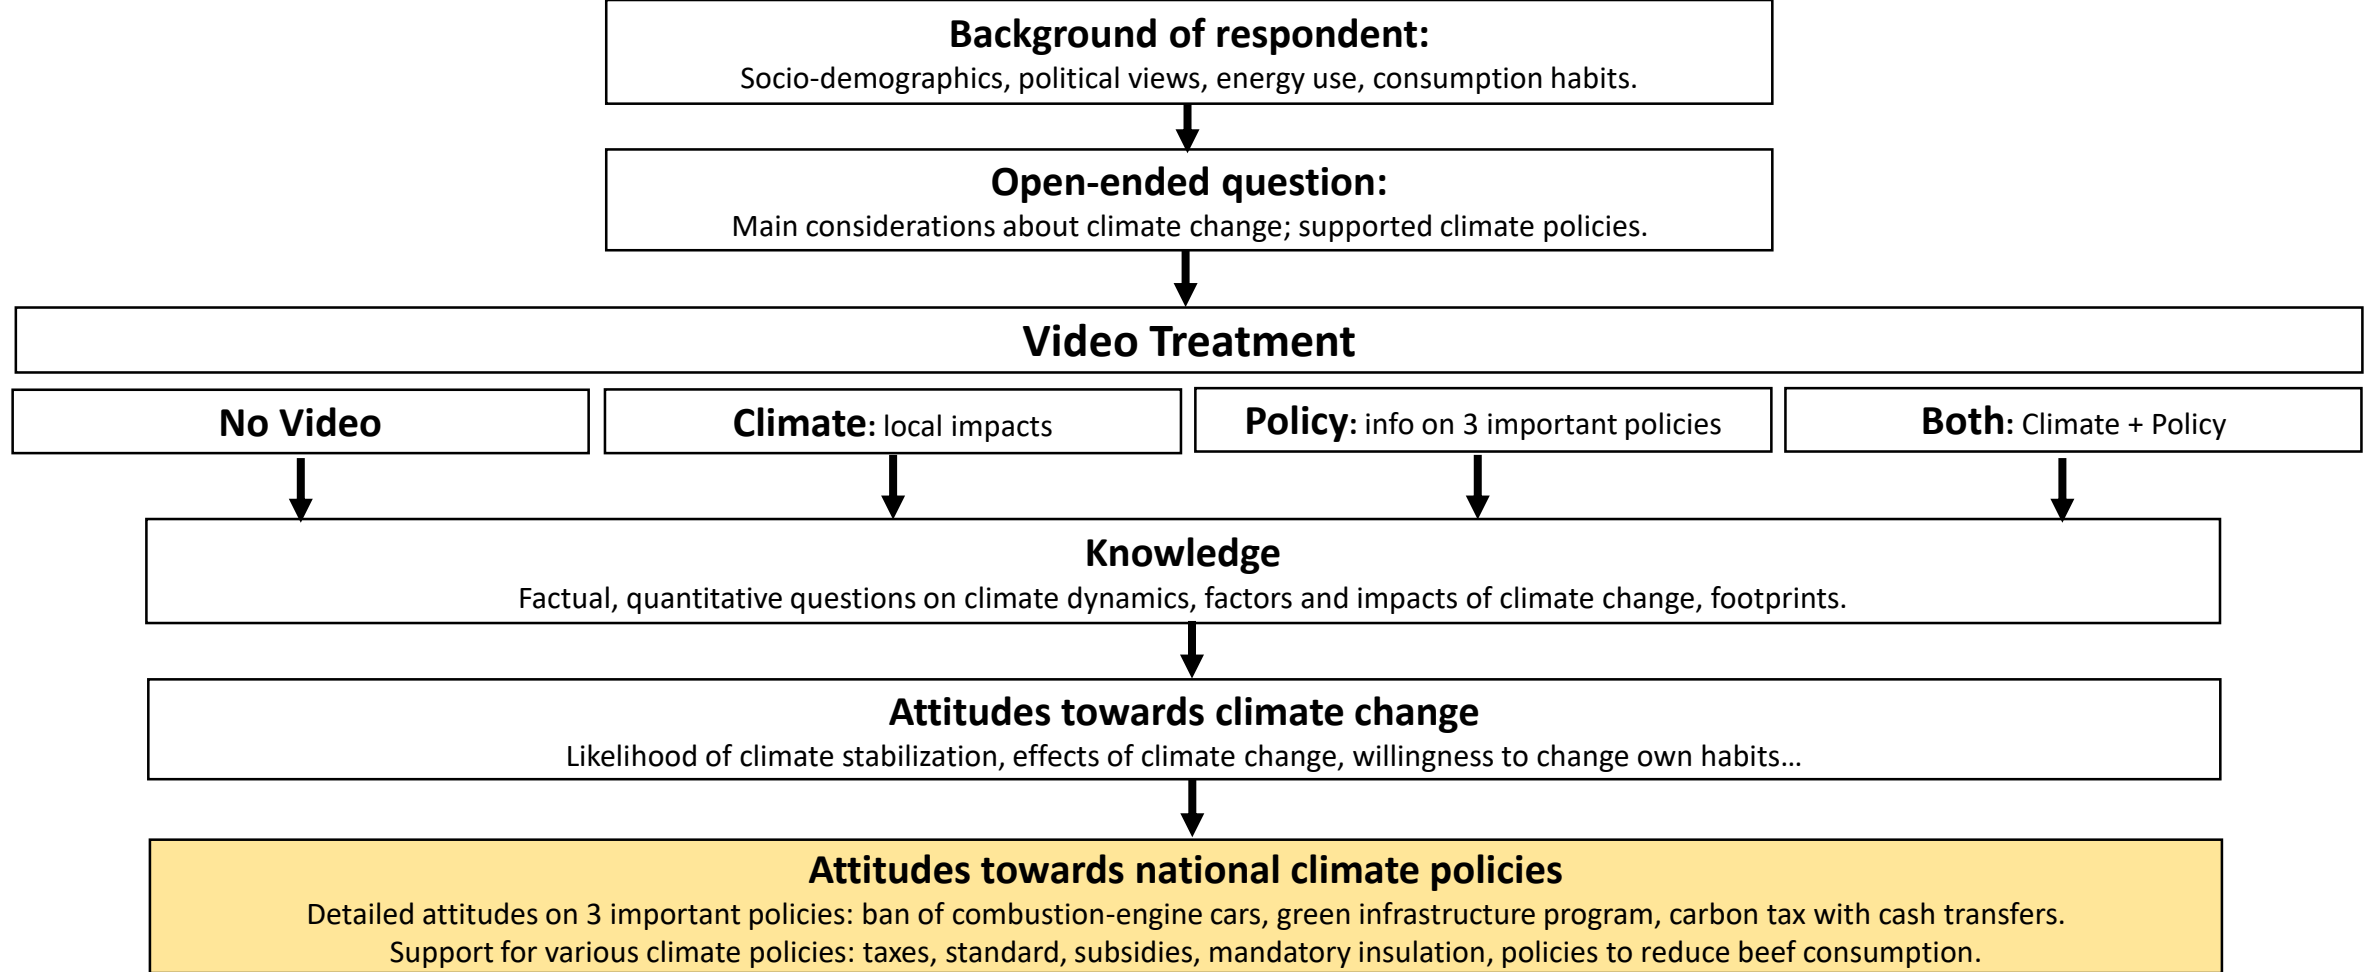 Background of respondent:
Socio-demographics, political views, energy use, consumption habits.
Open-ended question:
Main considerations about climate change; supported climate policies.
Video Treatment
No Video
Climate: local impacts
Policy: info on 3 important policies
Both: Climate + Policy
Knowledge
Factual, quantitative questions on climate dynamics, factors and impacts of climate change, footprints.
Attitudes towards climate change
Likelihood of climate stabilization, effects of climate change, willingness to change own habits...
Attitudes towards national climate policies
Detailed attitudes on 3 important policies: ban of combustion-engine cars, green infrastructure program, carbon tax with cash transfers.
Support for various climate policies: taxes, standard, subsidies, mandatory insulation, policies to reduce beef consumption.